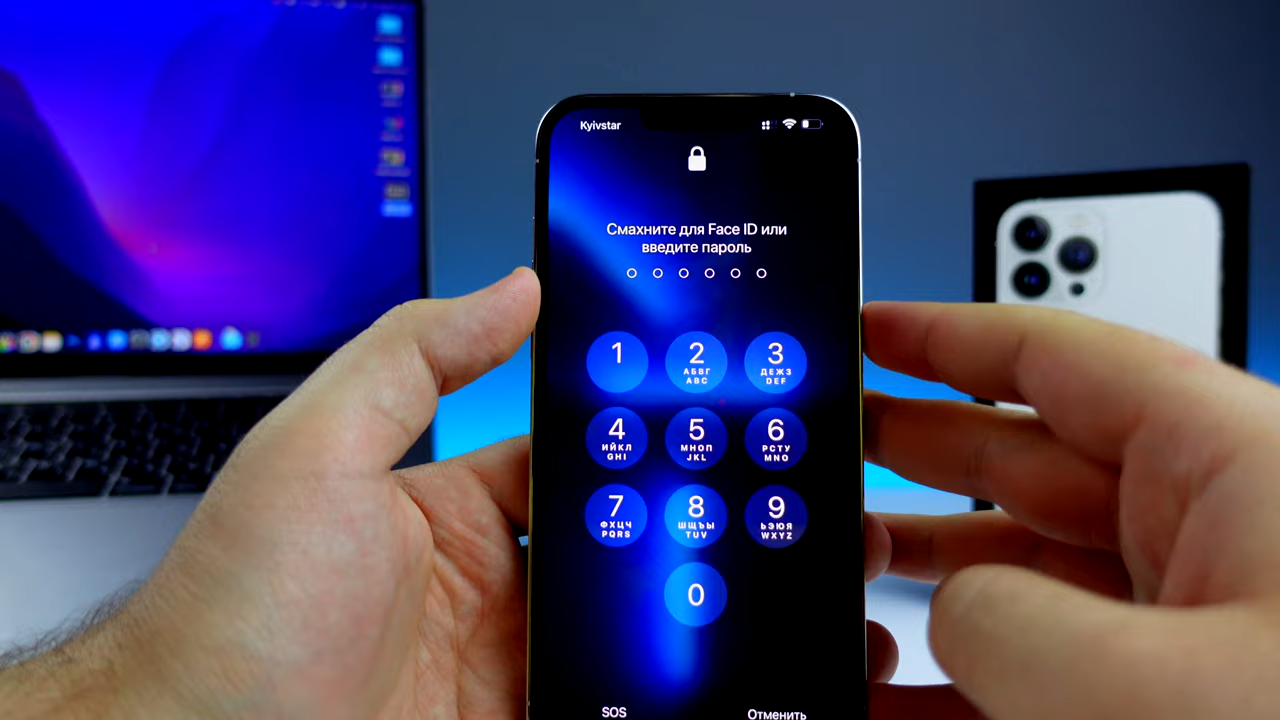 Kyivstar
Смахните для Face ID или
введите пароль
1
2
АБВГ
ABC
3
ДЕЖЗ
DEF
4
ИЙКЛ
GHI
5
МНОП
JKL
6
РСТУ
MNO
7
ФХЦЧ
PQRS
8
ШЩЪЫ
TUV
9
ЬЭЮЯ
WXYZ
0
SOS
Отменить